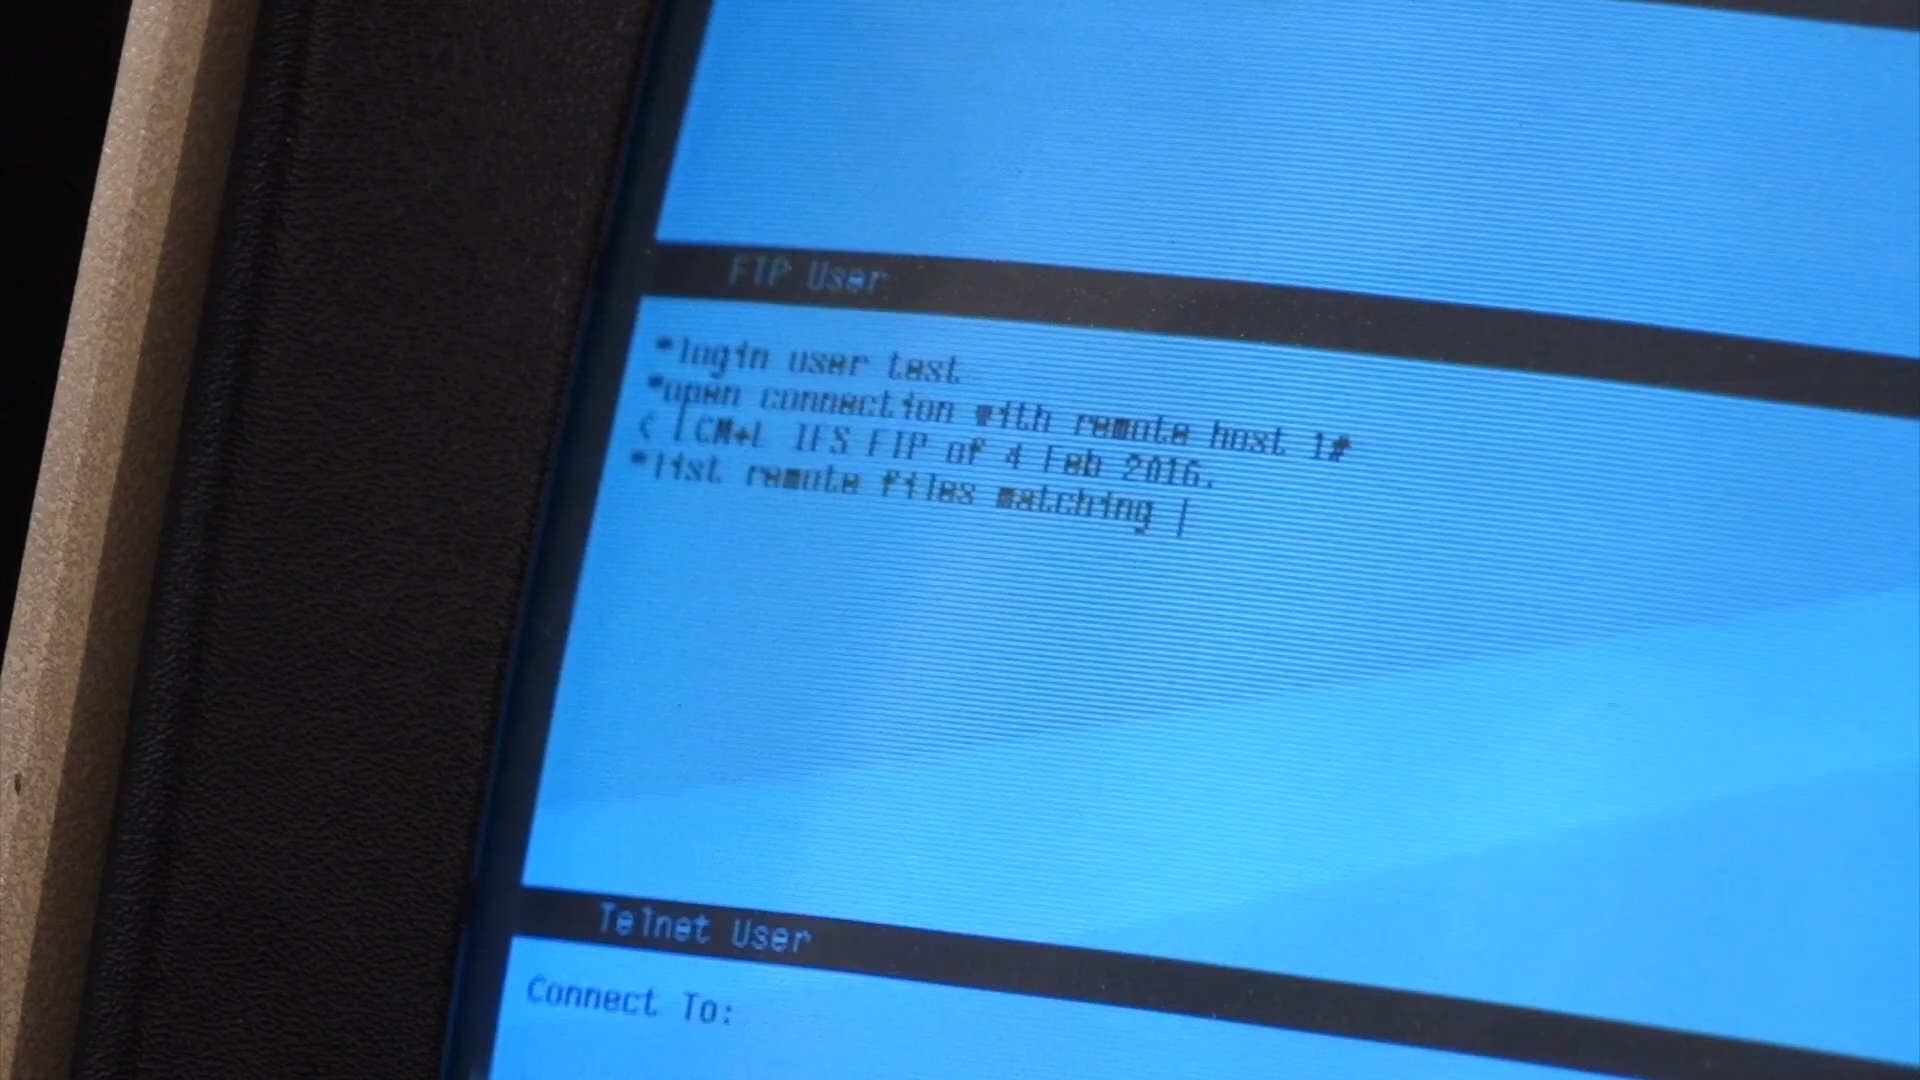 FTP User
*login user test
*open connection with remote host 1#
< LCM+L IFS FTP of 4 Feb 2016.
*list remote files matching |
Telnet User
Connect To: